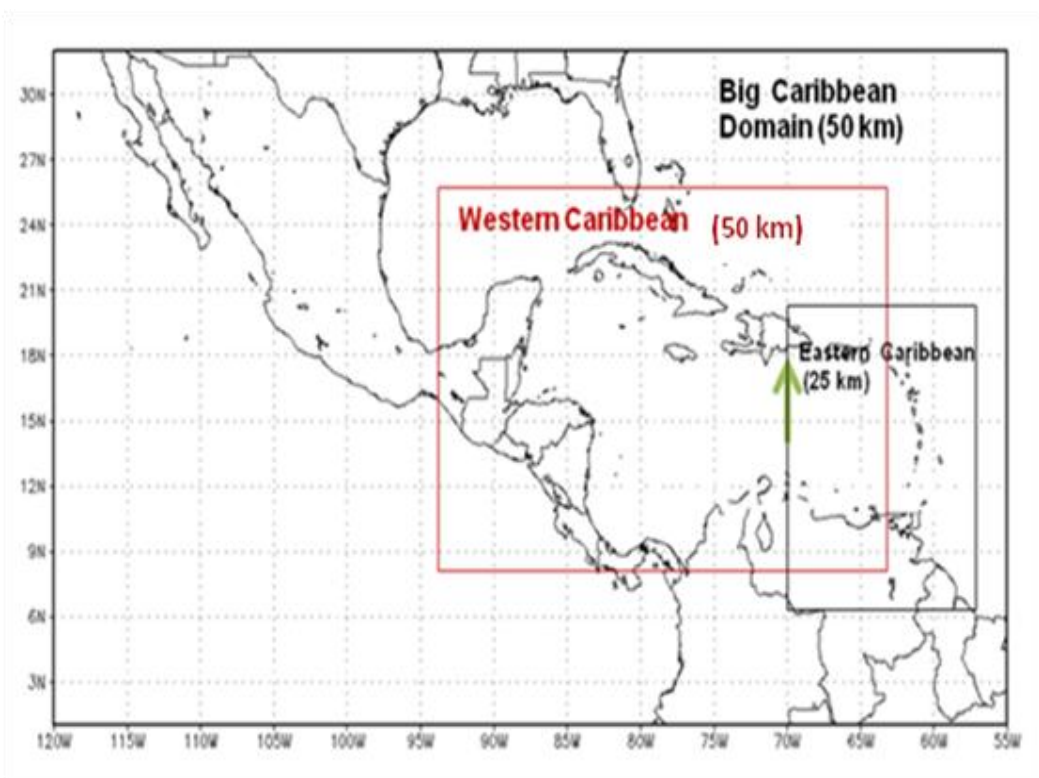 Big Caribbean
Domain (50 km)
Western Caribbean (50 km)
Eastern Caribbean
(25 km)
30N
27N
24N
21N
18N
15N
12N
9N
6N
3N
120W 115W 110W 105W 100W 95W 90W 85W 80W 75W 70W 65W 60W 55W